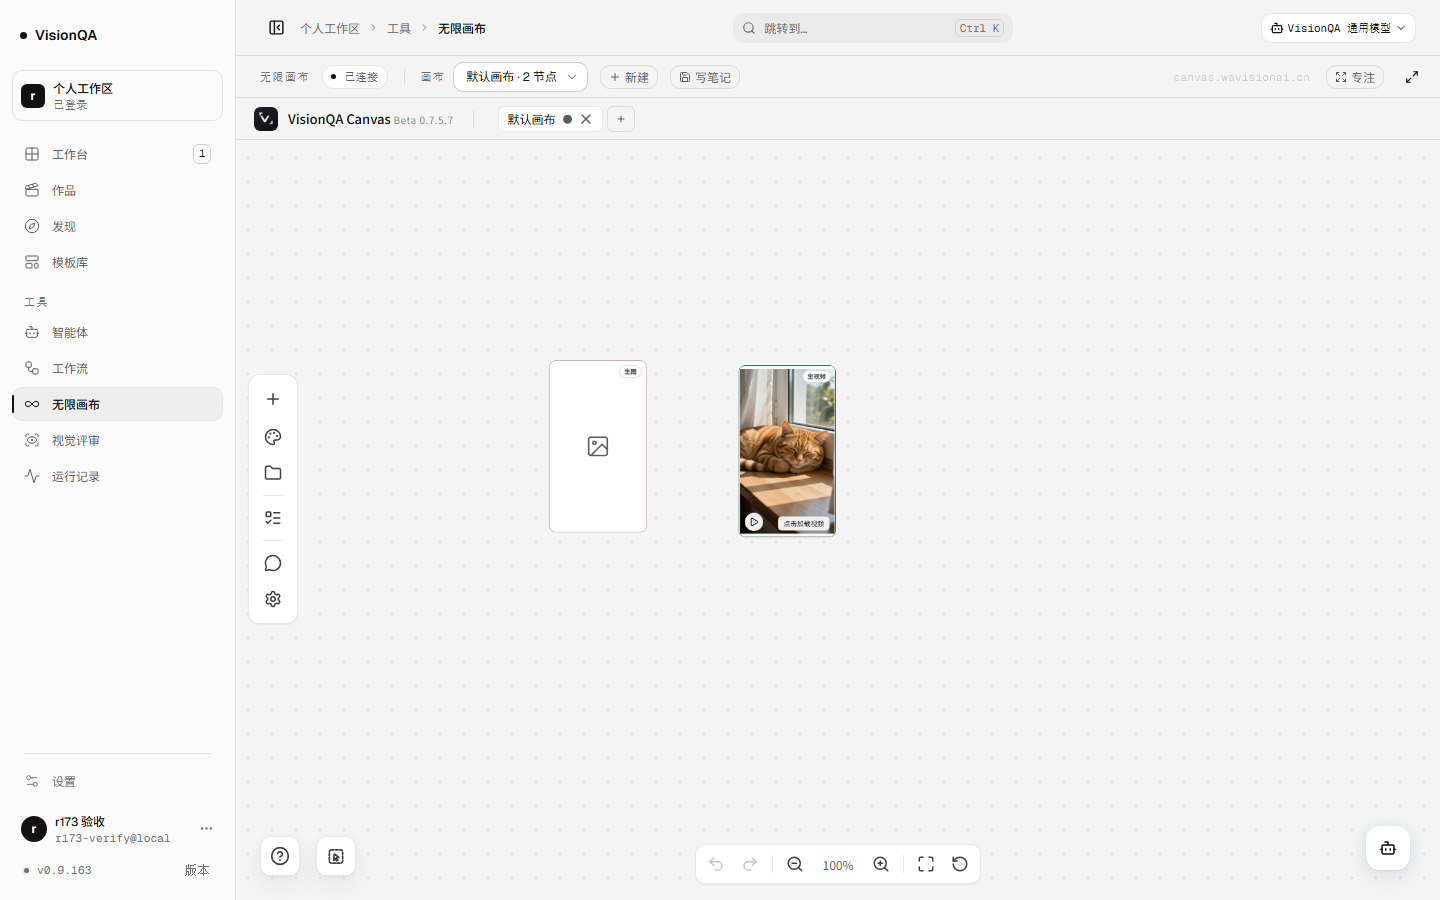 VisionQA
r
个人工作区
已登录
工作台
1
作品
发现
模板库
工具
智能体
工作流
无限画布
视觉评审
运行记录
设置
r
r173 验收
r173-verify@local
v0.9.163
版本
个人工作区
工具
无限画布
跳转到…
Ctrl K
VisionQA 通用模型
无限画布
已连接
画布
默认画布 · 2 节点
新建
写笔记
canvas.wavisionai.cn
专注
VisionQA Canvas Beta 0.7.5.7
默认画布
生图
生视频
点击加载视频
100%